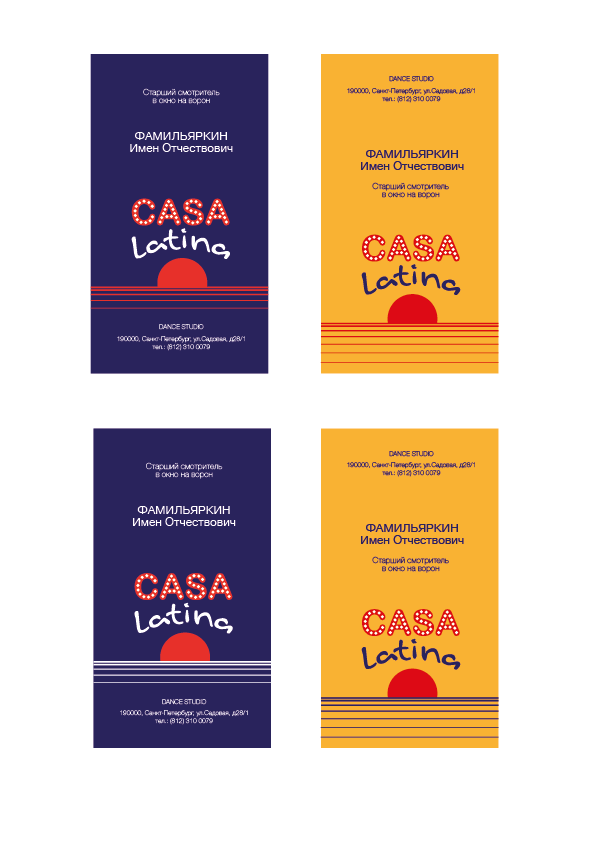 Старший смотритель
в окно на ворон
ФАМИЛЬЯРКИН
Имен Отчествович
CASA
Latina
DANCE STUDIO
190000, Санкт-Петербург, ул.Садовая, д28/1
тел.: (812) 310 0079
DANCE STUDIO
190000, Санкт-Петербург, ул.Садовая, д28/1
тел.: (812) 310 0079
ФАМИЛЬЯРКИН
Имен Отчествович
Старший смотритель
в окно на ворон
CASA
Latina
Старший смотритель
в окно на ворон
ФАМИЛЬЯРКИН
Имен Отчествович
CASA
Latina
DANCE STUDIO
190000, Санкт-Петербург, ул.Садовая, д28/1
тел.: (812) 310 0079
DANCE STUDIO
190000, Санкт-Петербург, ул.Садовая, д28/1
тел.: (812) 310 0079
ФАМИЛЬЯРКИН
Имен Отчествович
Старший смотритель
в окно на ворон
CASA
Latina